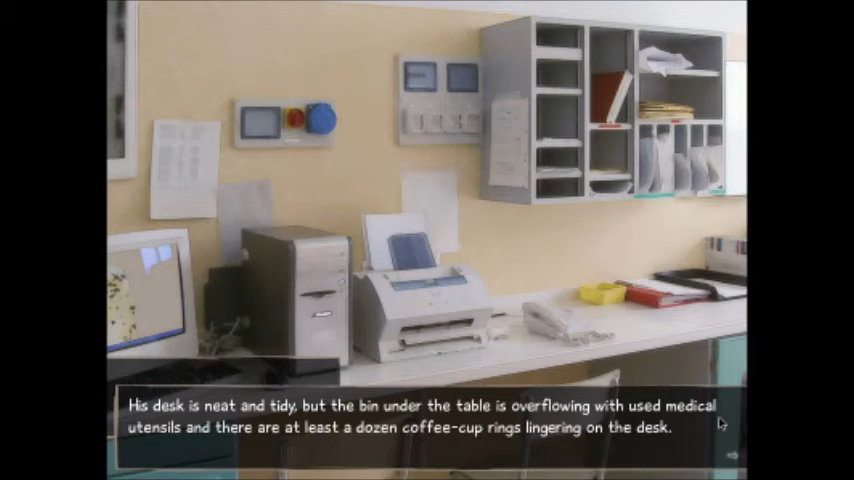 His desk is neat and tidy, but the bin under the table is overflowing with used medical
utensils and there are at least a dozen coffee-cup rings lingering on the desk.